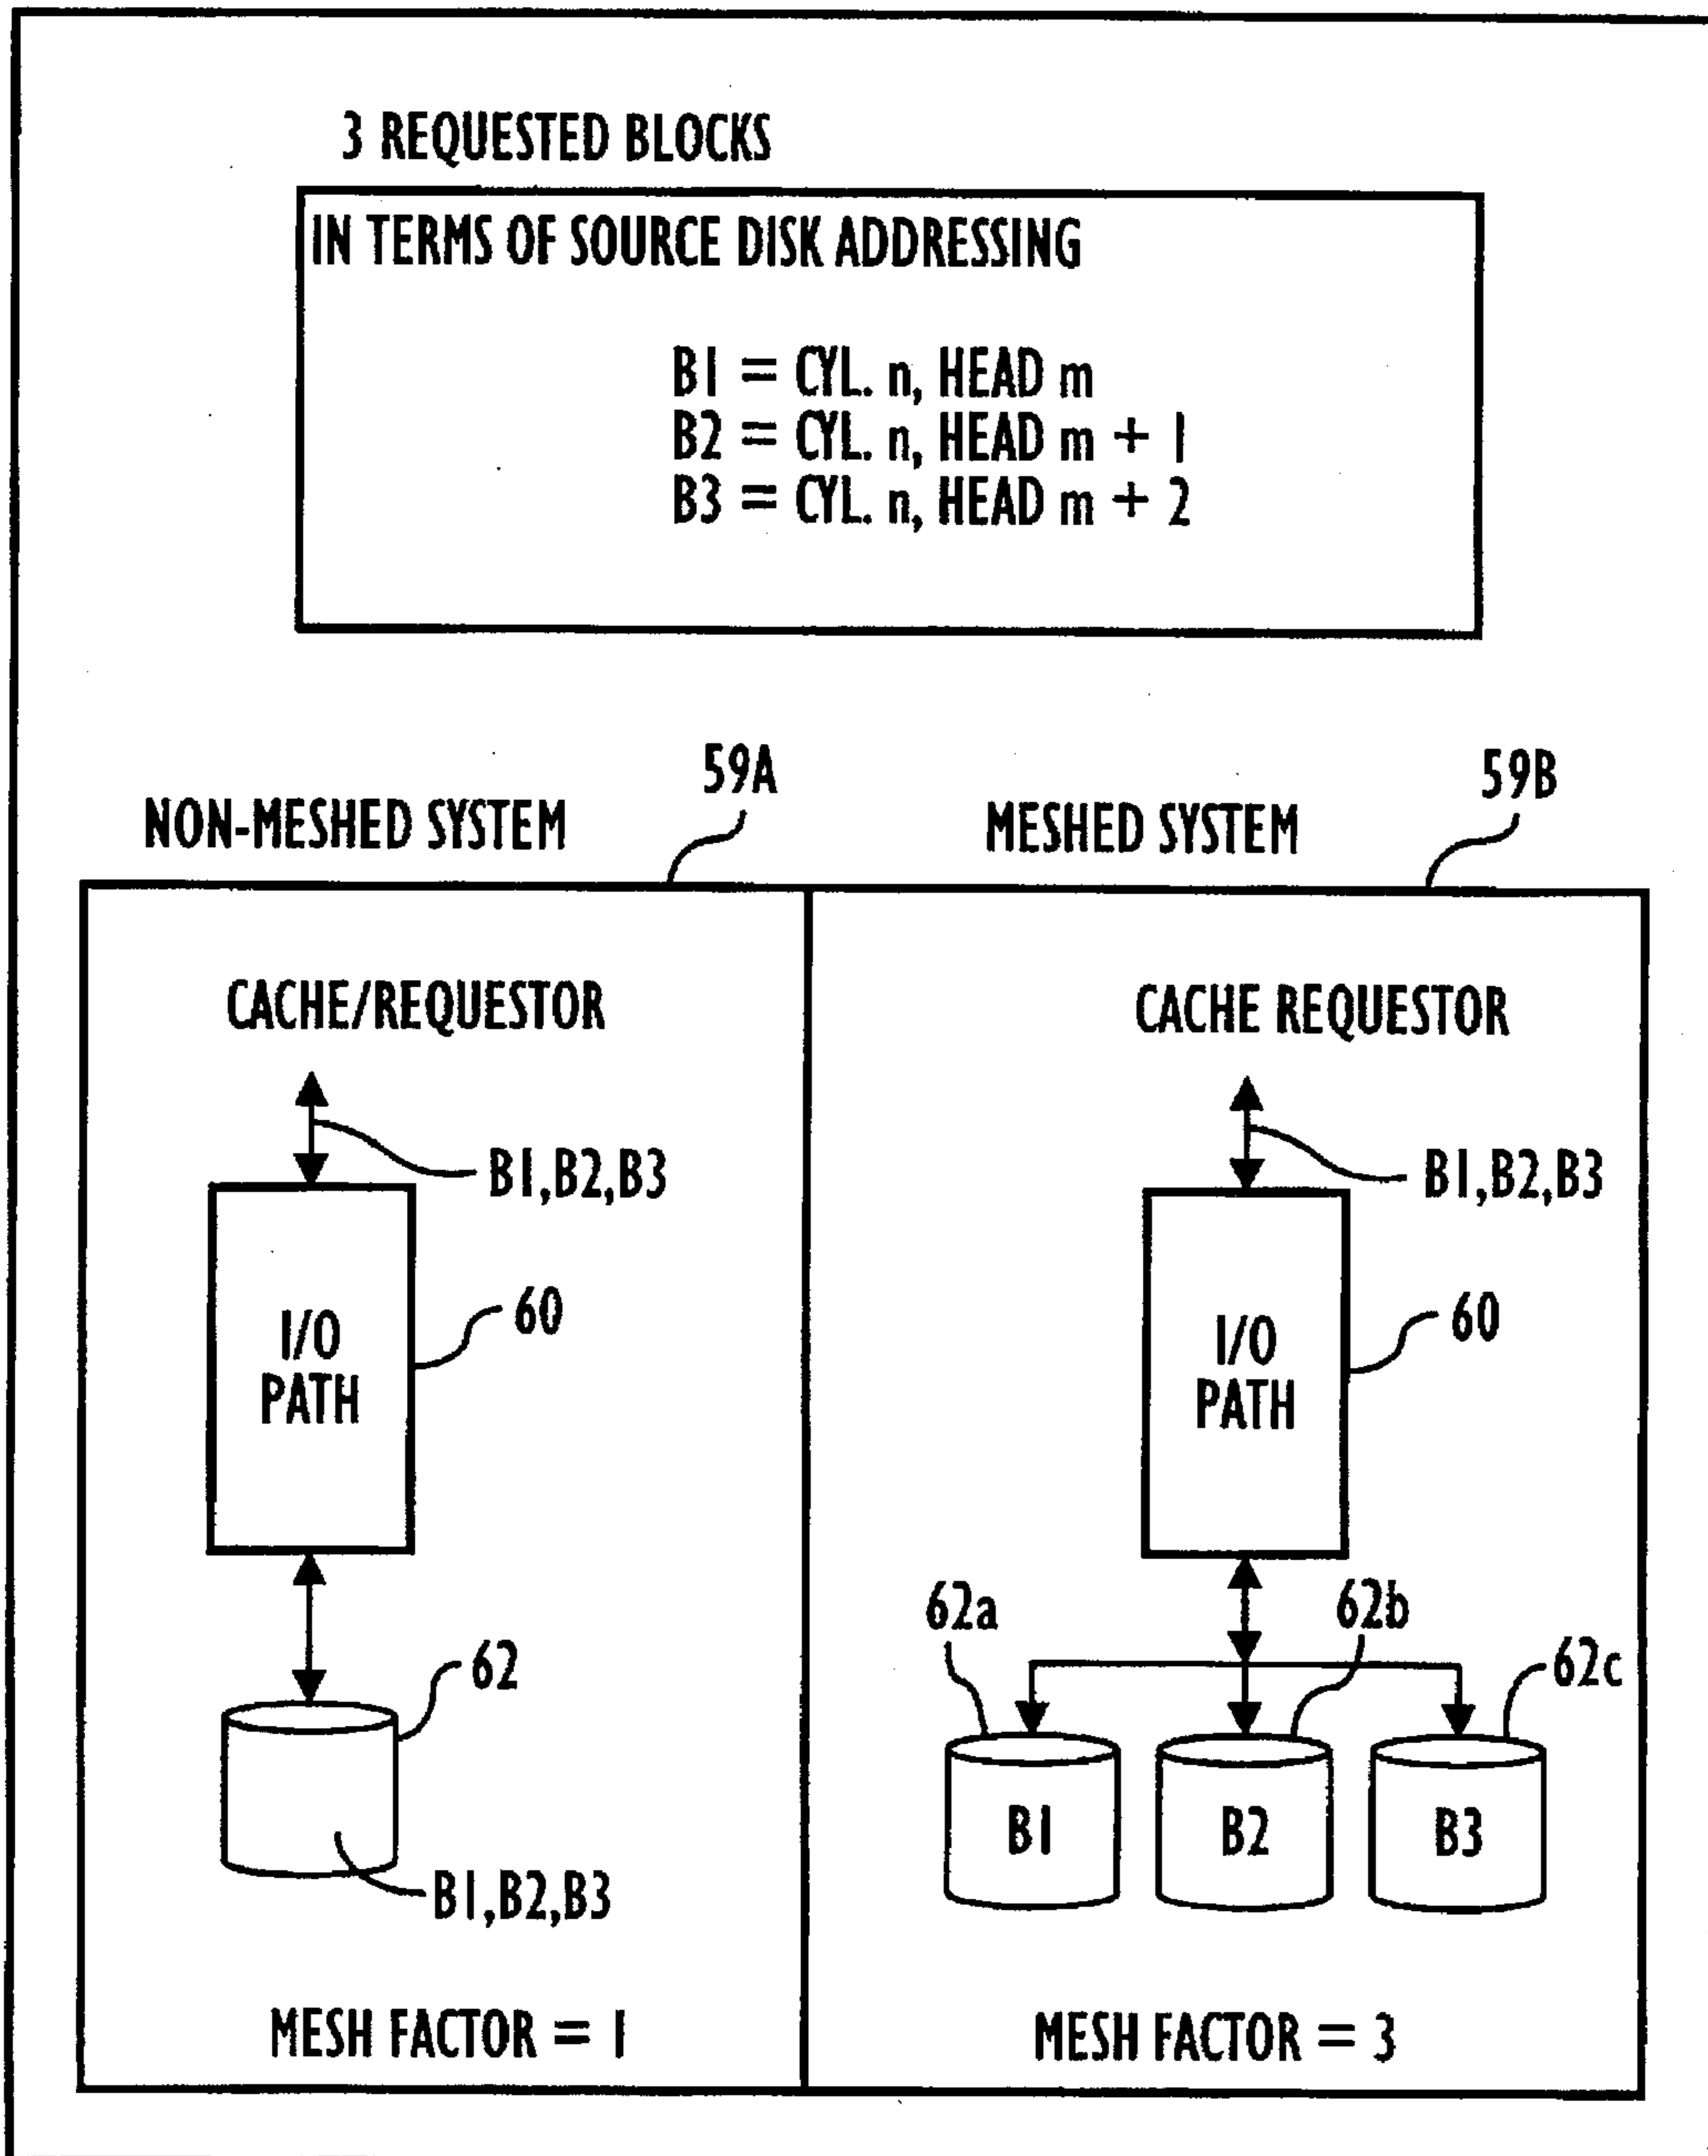 3 REQUESTED BLOCKS
IN TERMS OF SOURCE DISK ADDRESSING
B1 = CYL. n, HEAD m
B2 = CYL. n, HEAD m + 1
B3 = CYL. n, HEAD m + 2
59A
59B
NON-MESHED SYSTEM
MESHED SYSTEM
CACHE/REQUESTOR
CACHE REQUESTOR
B1,B2,B3
B1,B2,B3
I/O
PATH
60
I/O
PATH
60
62
62a
62b
62c
B1
B2
B3
B1,B2,B3
MESH FACTOR = 1
MESH FACTOR = 3